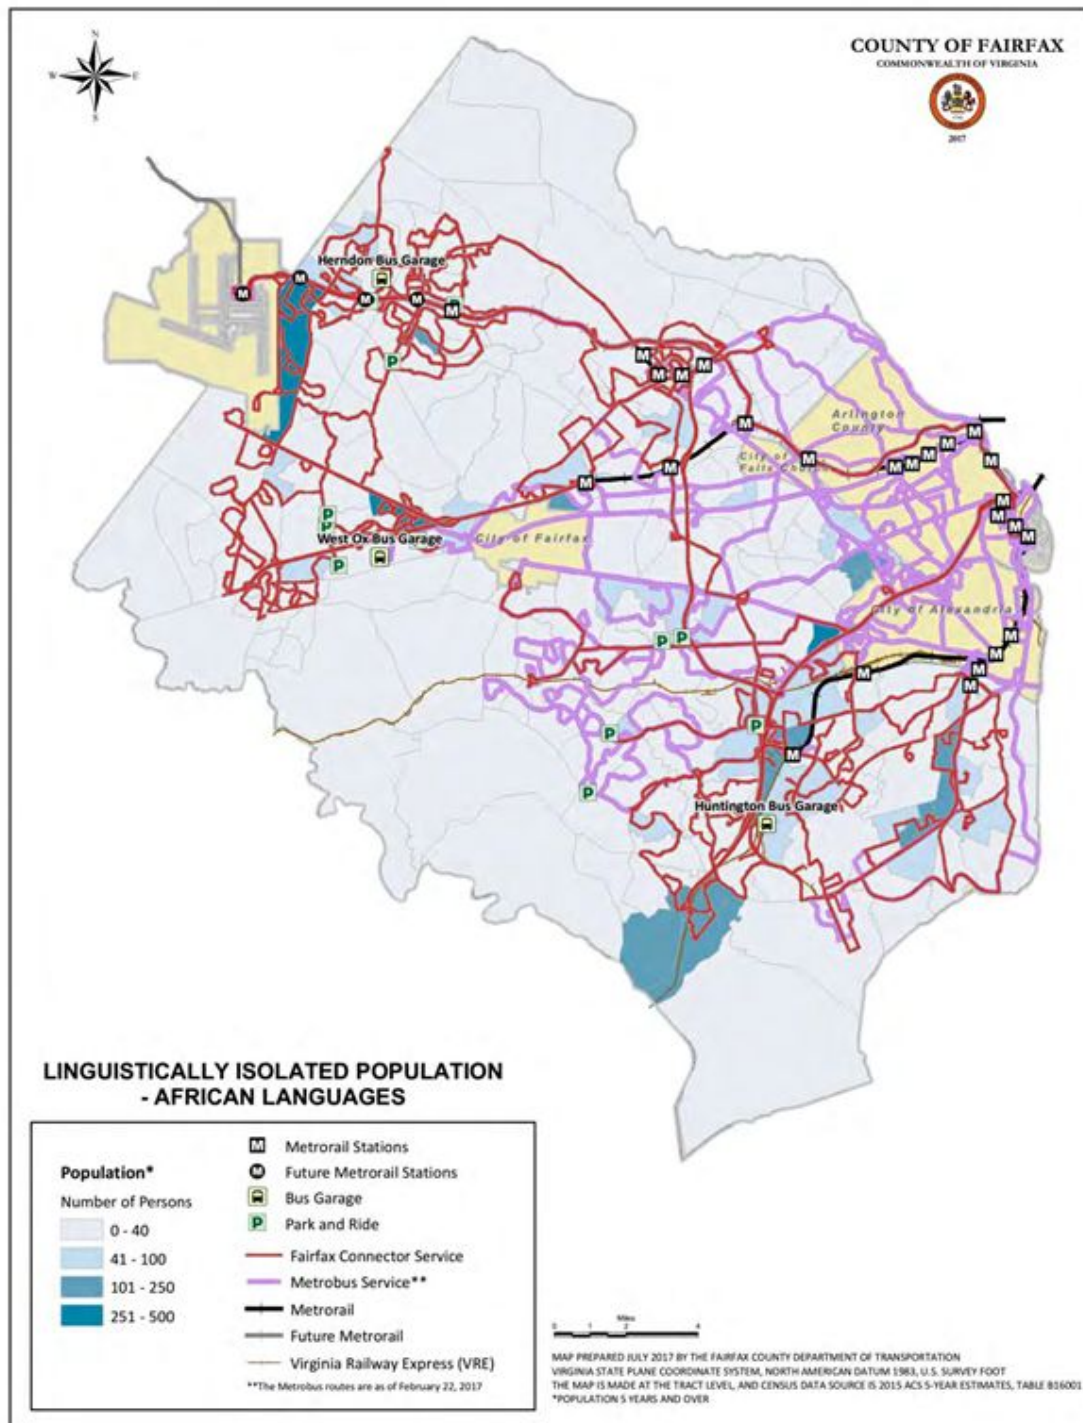 N
W E
S
COUNTY OF FAIRFAX
COMMONWEALTH OF VIRGINIA
2017
Herndon Bus Garage
Arlington
County
City of
Falls Church
West Ox Bus Garage
City of Fairfax
City of Alexandria
Huntington Bus Garage
LINGUISTICALLY ISOLATED POPULATION
- AFRICAN LANGUAGES
Population*
Number of Persons
0 - 40
41 - 100
101 - 250
251 - 500
M Metrorail Stations
M Future Metrorail Stations
Bus Garage
P Park and Ride
Fairfax Connector Service
Metrobus Service**
Metrorail
Future Metrorail
Virginia Railway Express (VRE)
**The Metrobus routes are as of February 22, 2017
Miles
0 1 2 4
MAP PREPARED JULY 2017 BY THE FAIRFAX COUNTY DEPARTMENT OF TRANSPORTATION
VIRGINIA STATE PLANE COORDINATE SYSTEM, NORTH AMERICAN DATUM 1983, U.S. SURVEY FOOT
THE MAP IS MADE AT THE TRACT LEVEL, AND CENSUS DATA SOURCE IS 2015 ACS 5-YEAR ESTIMATES, TABLE B16001
*POPULATION 5 YEARS AND OVER